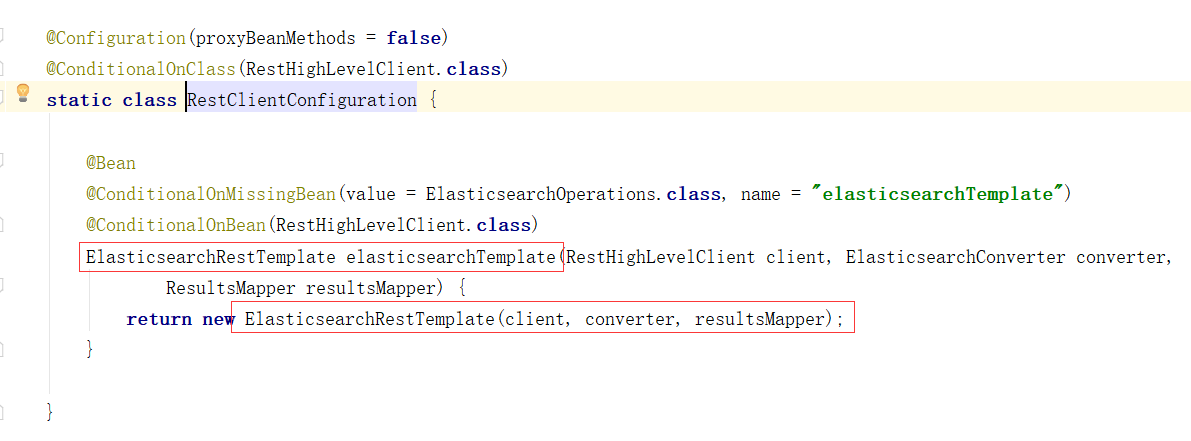 @Configuration(proxyBeanMethods = false)
@ConditionalOnClass(RestHighLevelClient.class)
static class RestClientConfiguration {
@Bean
@ConditionalOnMissingBean(value = ElasticsearchOperations.class, name = "elasticsearchTemplate")
@ConditionalOnBean(RestHighLevelClient.class)
ElasticsearchRestTemplate elasticsearchTemplate(RestHighLevelClient client, ElasticsearchConverter converter,
ResultsMapper resultsMapper) {
return new ElasticsearchRestTemplate(client, converter, resultsMapper);
}
}